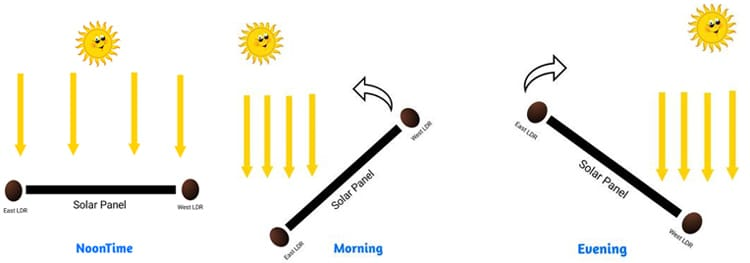 East LDR
Solar Panel
West LDR
NoonTime
West LDR
Solar Panel
East LDR
Morning
East LDR
Solar Panel
West LDR
Evening